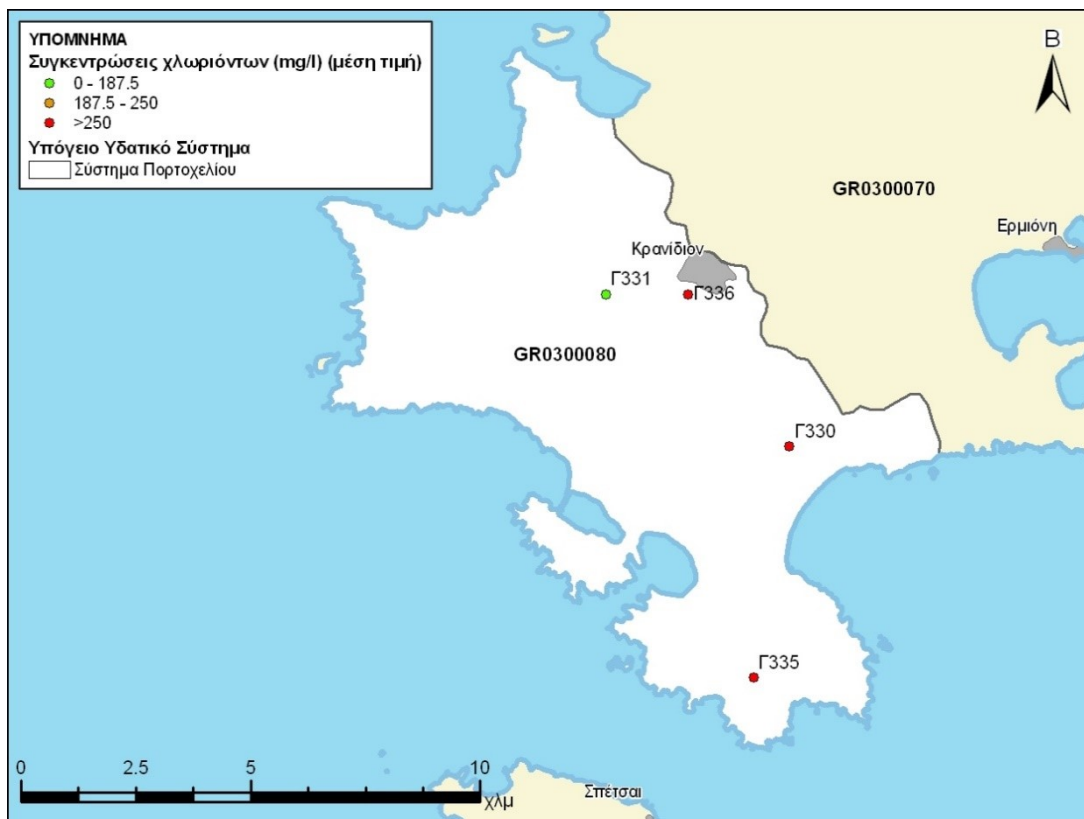 ΥΠΟΜΝΗΜΑ
Συγκεντρώσεις χλωριόντων (mg/l) (μέση τιμή)
0 - 187.5
187.5 - 250
>250
Υπόγειο Υδατικό Σύστημα
Σύστημα Πορτοχελίου
Β
GR0300070
Ερμιόνη
Κρανίδιον
Γ331
Γ336
GR0300080
Γ330
Γ335
0 2.5 5 10
χλμ
Σπέτσαι